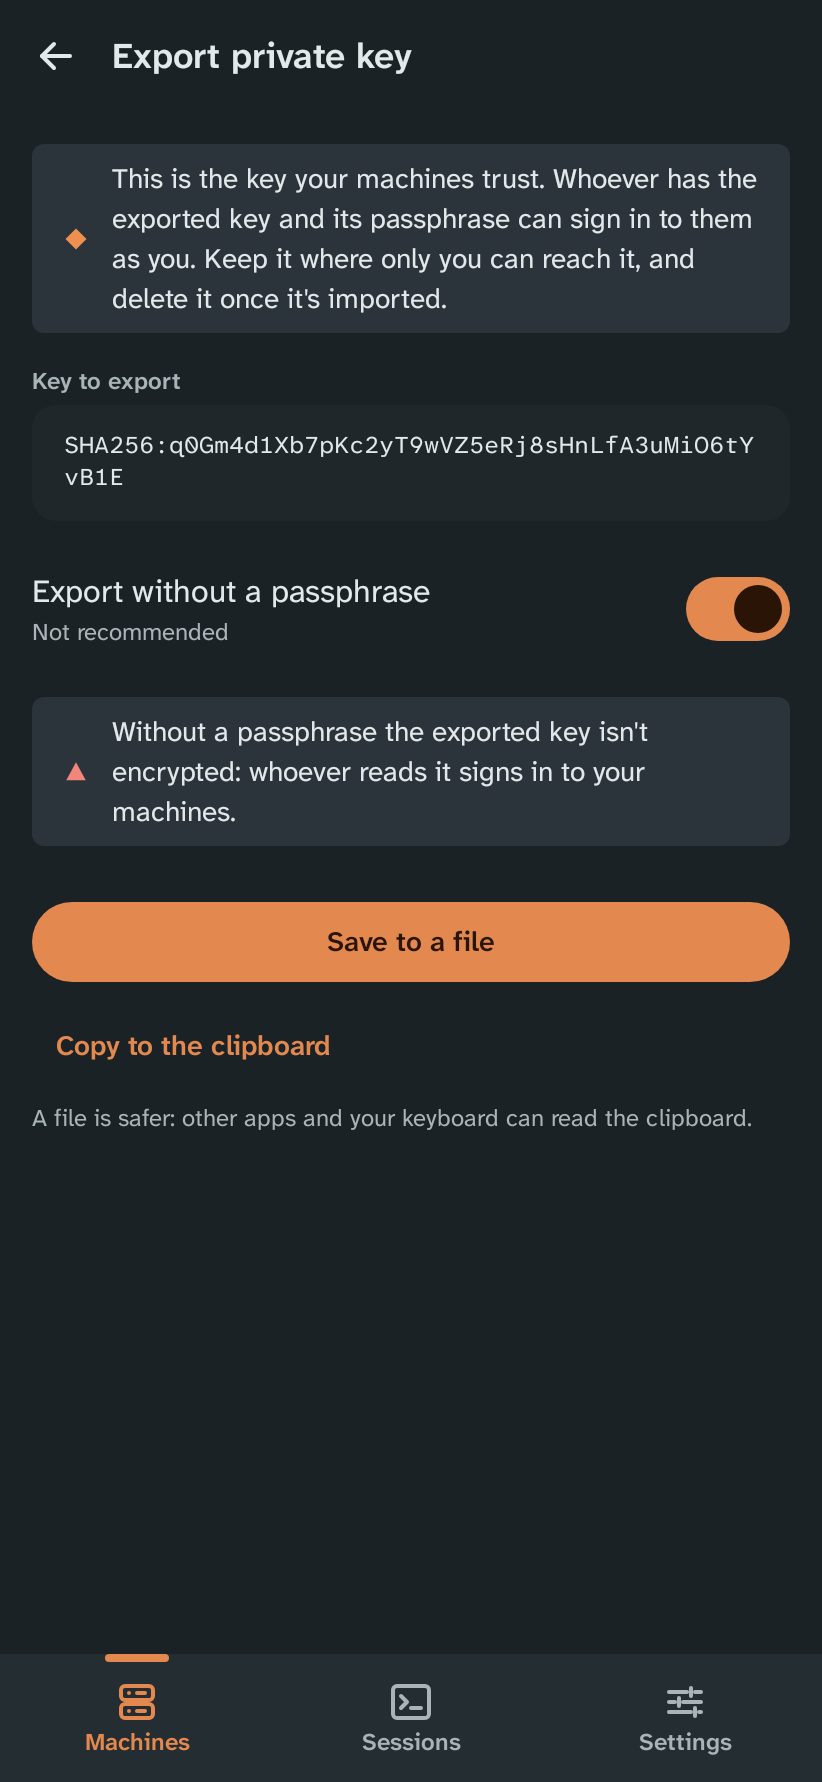 Export private key
This is the key your machines trust. Whoever has the
exported key and its passphrase can sign in to them
as you. Keep it where only you can reach it, and
delete it once it's imported.
Key to export
SHA256:q0Gm4d1Xb7pKc2yT9wVZ5eRj8sHnLfA3uMiO6tY
vB1E
Export without a passphrase
Not recommended
Without a passphrase the exported key isn't
encrypted: whoever reads it signs in to your
machines.
Save to a file
Copy to the clipboard
A file is safer: other apps and your keyboard can read the clipboard.
Machines
Sessions
Settings